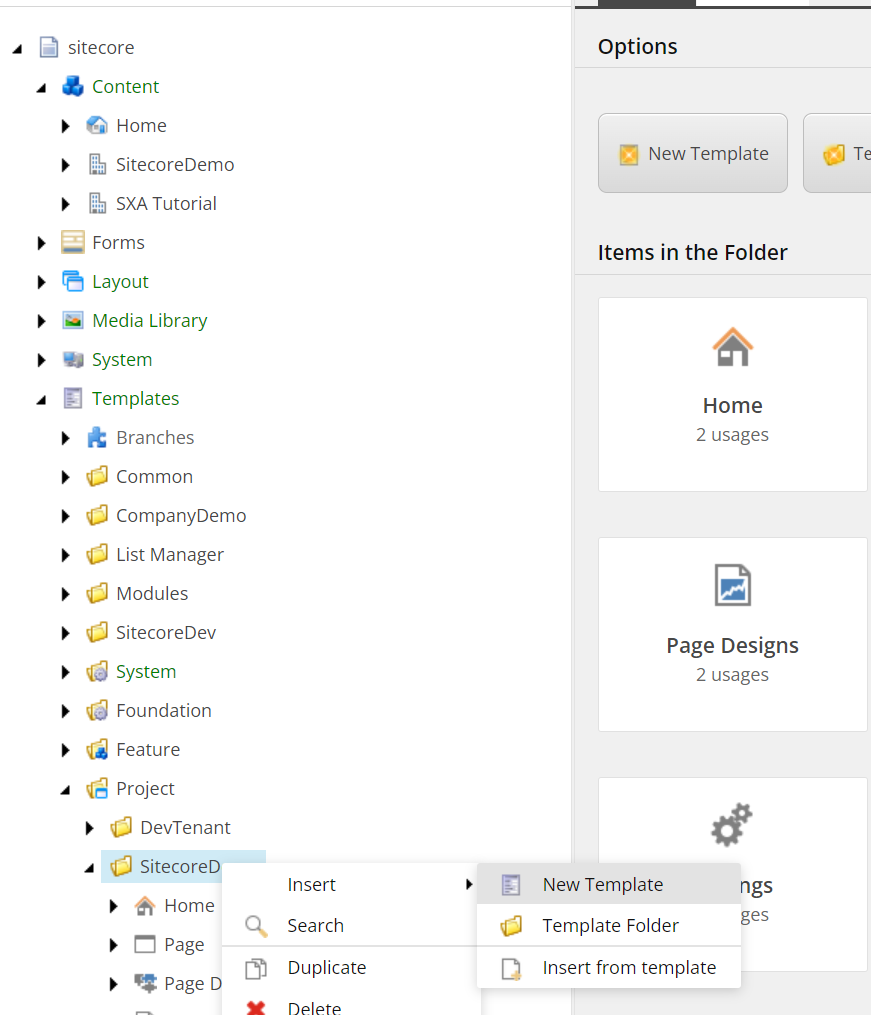 sitecore
Content
Home
SitecoreDemo
SXA Tutorial
Forms
Layout
Media Library
System
Templates
Branches
Common
CompanyDemo
List Manager
Modules
SitecoreDev
System
Foundation
Feature
Project
DevTenant
SitecoreD
Home
Page
Page D
Insert
Search
Duplicate
Delete
New Template
Template Folder
Insert from template
Options
New Template
Te
Items in the Folder
Home
2 usages
Page Designs
2 usages
ngs
ges